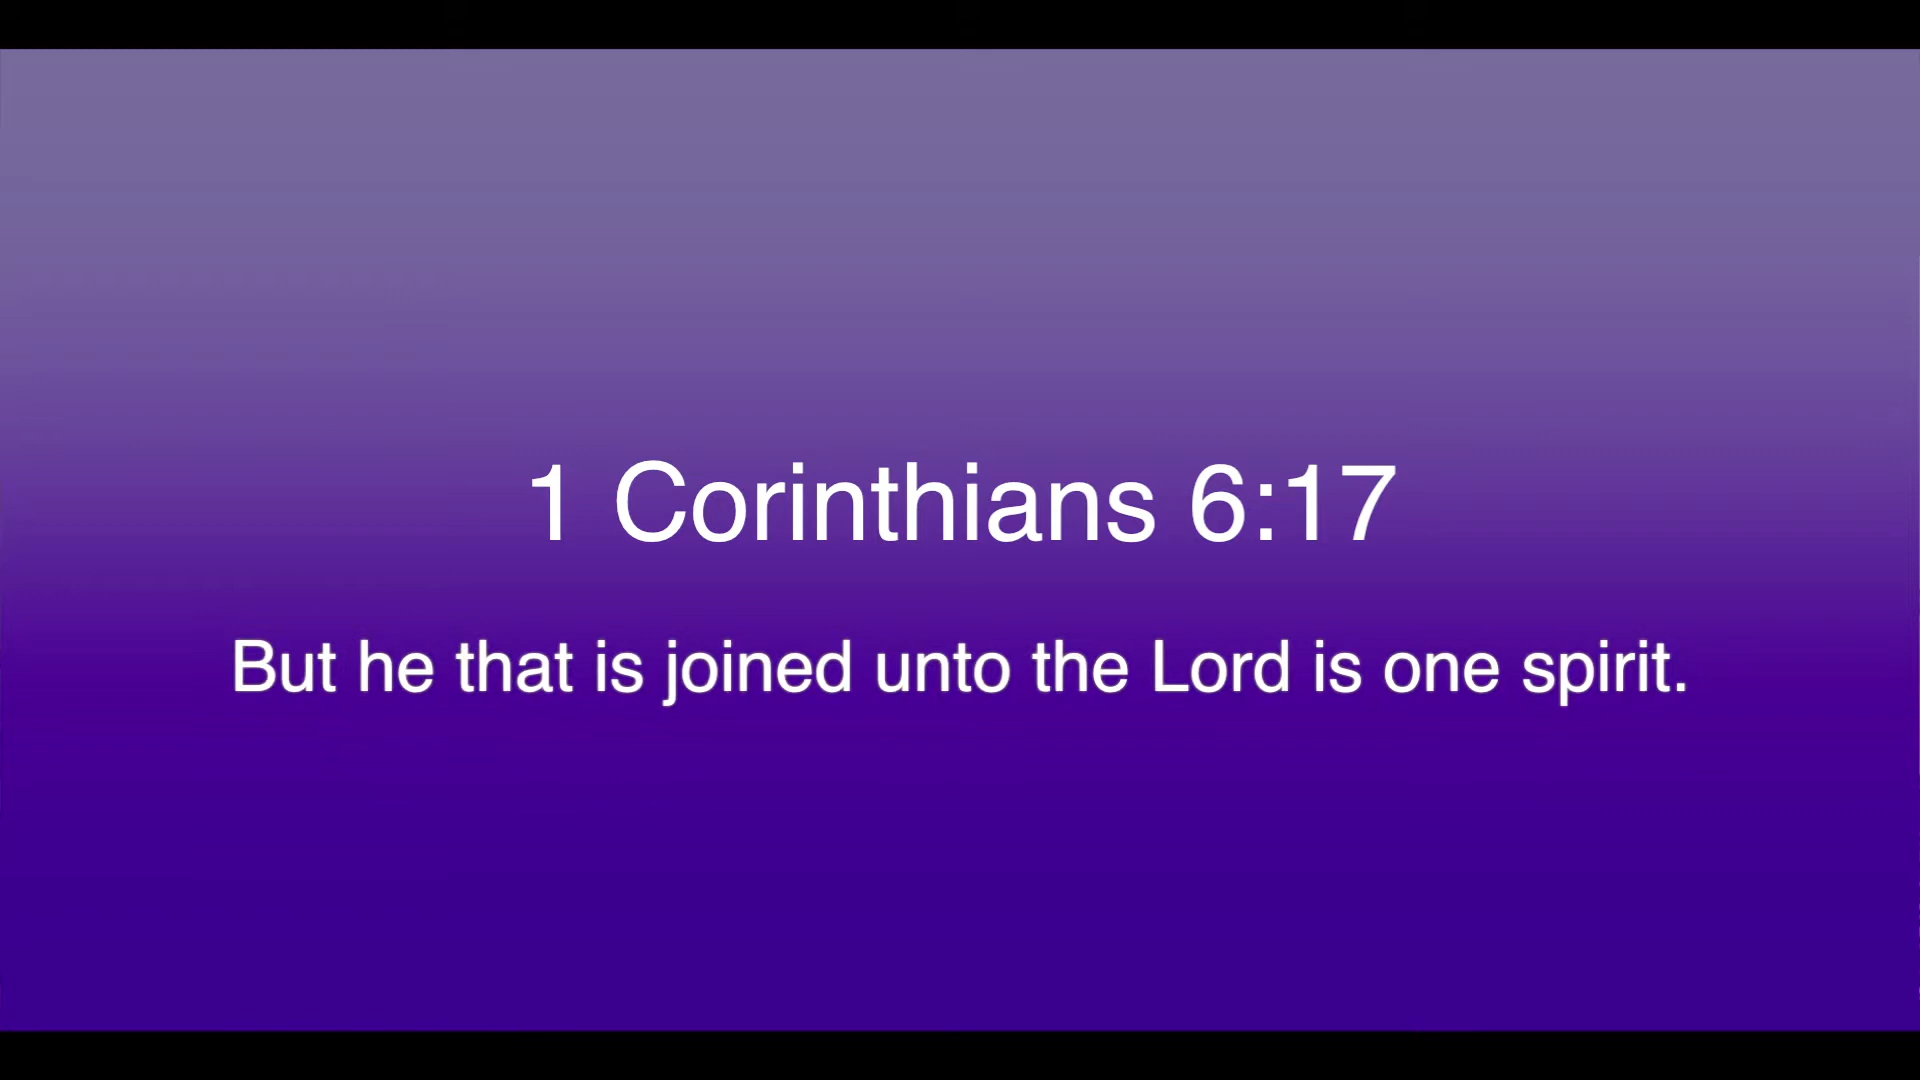 1 Corinthians 6:17
But he that is joined unto the Lord is one spirit.